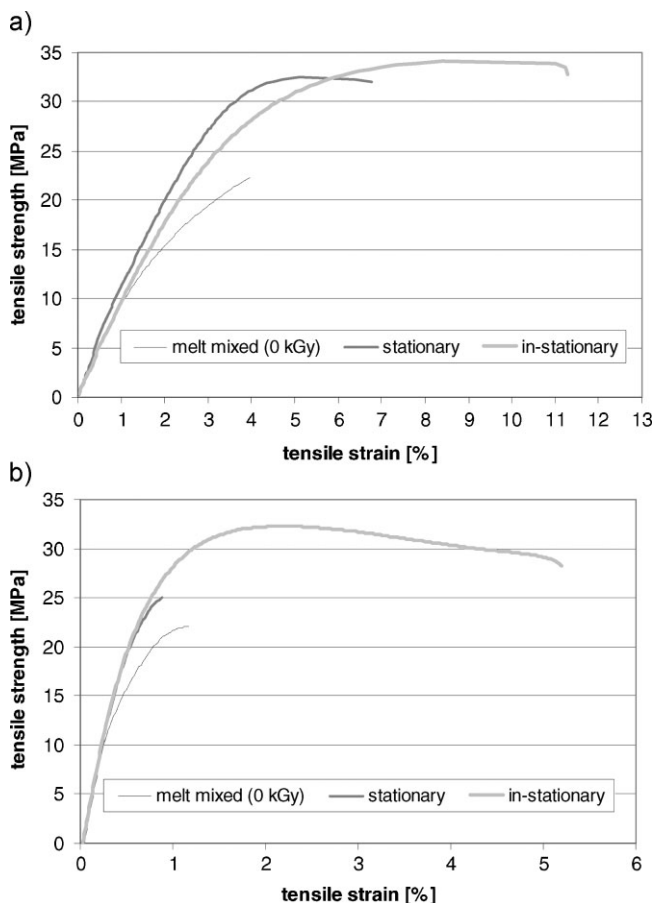 a)
35
30
25
20
15
10
5
0
tensile strength [MPa]
melt mixed (0 kGy) stationary in-stationary
0 1 2 3 4 5 6 7 8 9 10 11 12 13
tensile strain [%]
b)
35
30
25
20
15
10
5
0
tensile strength [MPa]
melt mixed (0 kGy) stationary in-stationary
0 1 2 3 4 5 6
tensile strain [%]